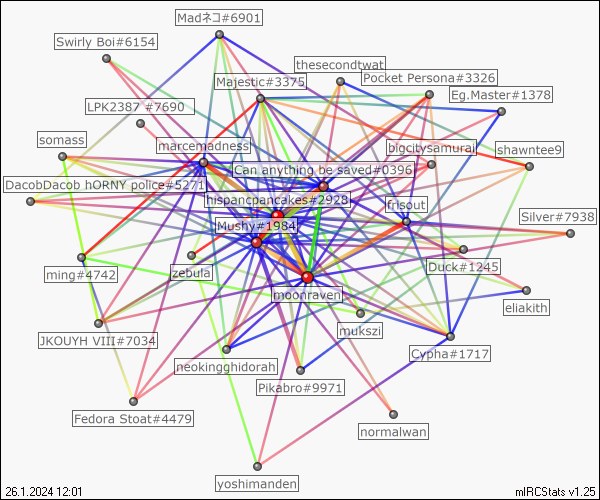 Madネコ#6901
Swirly Boi#6154
thesecondtwat
Pocket Persona#3326
Majestic#3375
Eg.Master#1378
LPK2387 #7690
somass
marcemadness
bigcitysamurai
shawntee9
Can anything be saved#0396
DacobDacob hORNY police#5271
hispancpancakes#2928
frisout
Mushy#1984
Silver#7938
ming#4742
zebula
Duck#1245
moonraven
eliakith
mukszi
JKOUYH VIII#7034
Cypha#1717
neokingghidorah
Pikabro#9971
Fedora Stoat#4479
normalwan
yoshimanden
26.1.2024 12:01
mIRCStats v1.25